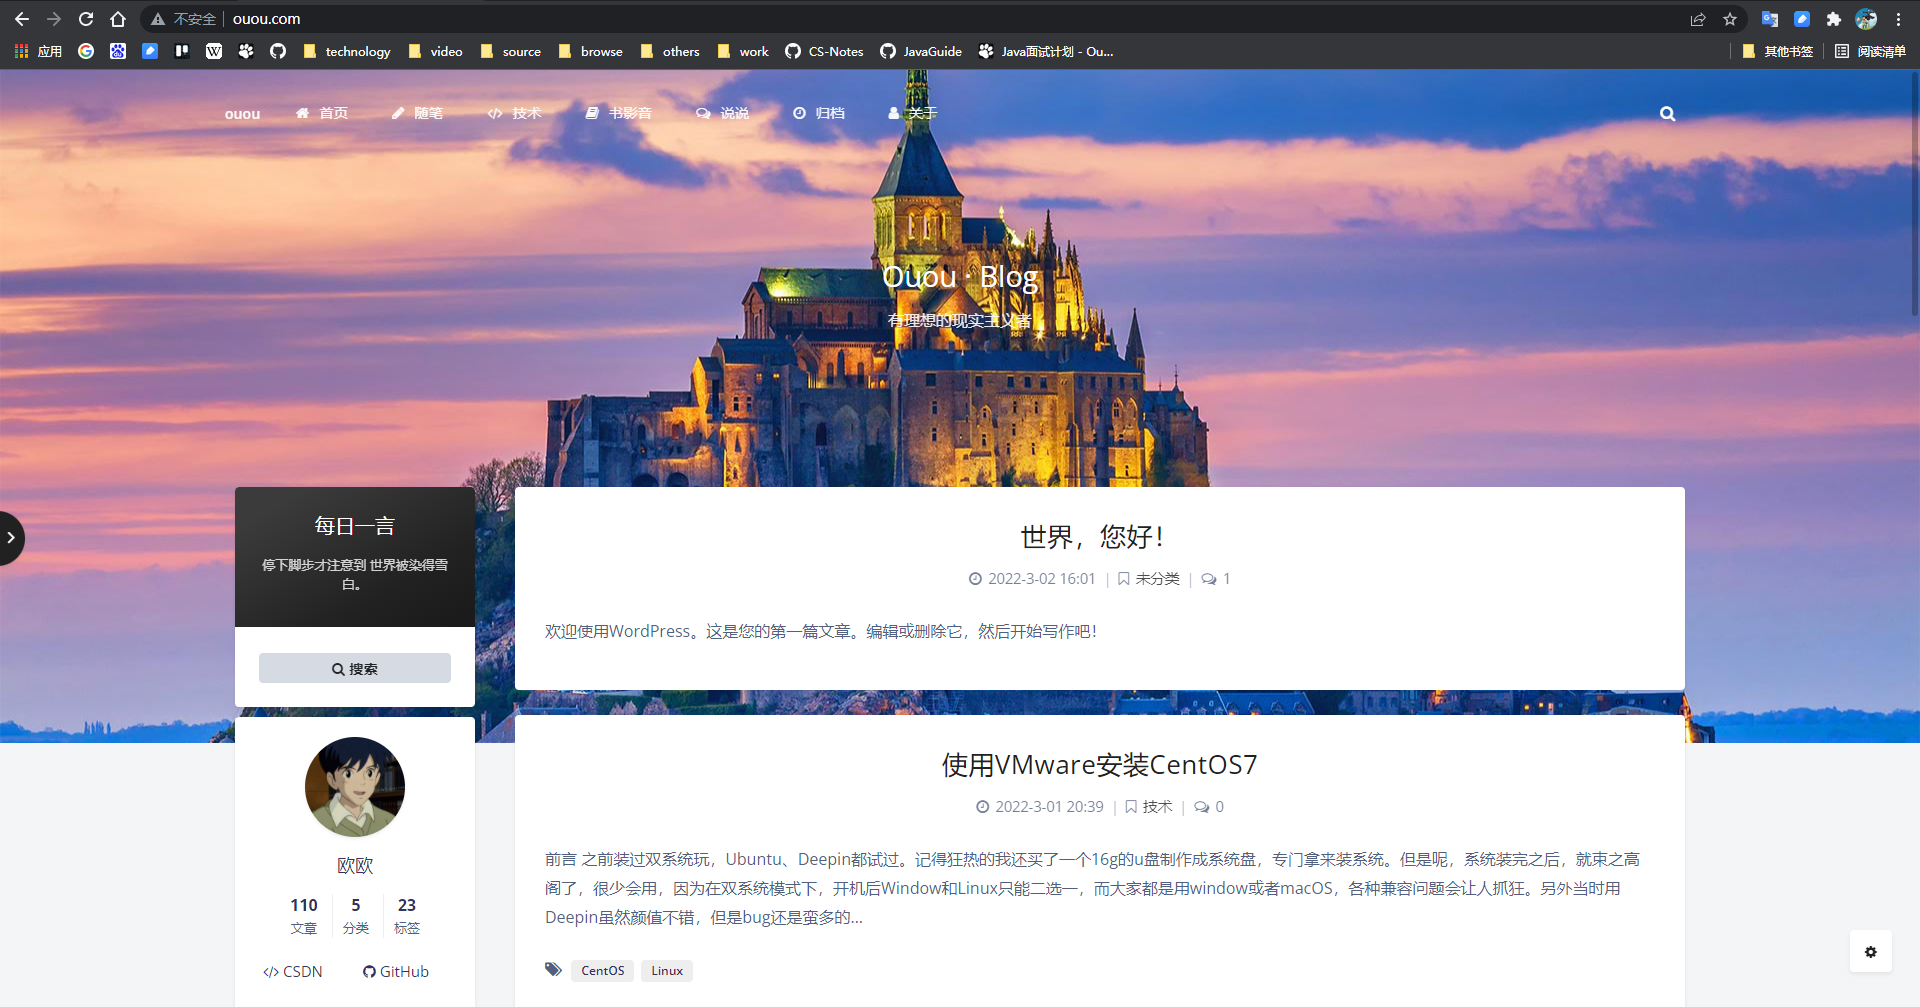 不安全 ouou.com
应用 technology video source browse others work CS-Notes JavaGuide Java面试计划 - Ou... 其他书签 阅读清单
ouou 首页 随笔 技术 书影音 说说 归档 关于
Ouou · Blog
有理想的现实主义者
每日一言
停下脚步才注意到 世界被染得雪
白。
搜索
欧欧
110 5 23
文章 分类 标签
CSDN GitHub
世界，您好！
2022-3-02 16:01 | 未分类 | 1
欢迎使用WordPress。这是您的第一篇文章。编辑或删除它，然后开始写作吧！
使用VMware安装CentOS7
2022-3-01 20:39 | 技术 | 0
前言 之前装过双系统玩，Ubuntu、Deepin都试过。记得狂热的我还买了一个16g的u盘制作成系统盘，专门拿来装系统。但是呢，系统装完之后，就束之高
阁了，很少会用，因为在双系统模式下，开机后Window和Linux只能二选一，而大家都是用window或者macOS，各种兼容问题会让人抓狂。另外当时用
Deepin虽然颜值不错，但是bug还是蛮多的...
CentOS Linux